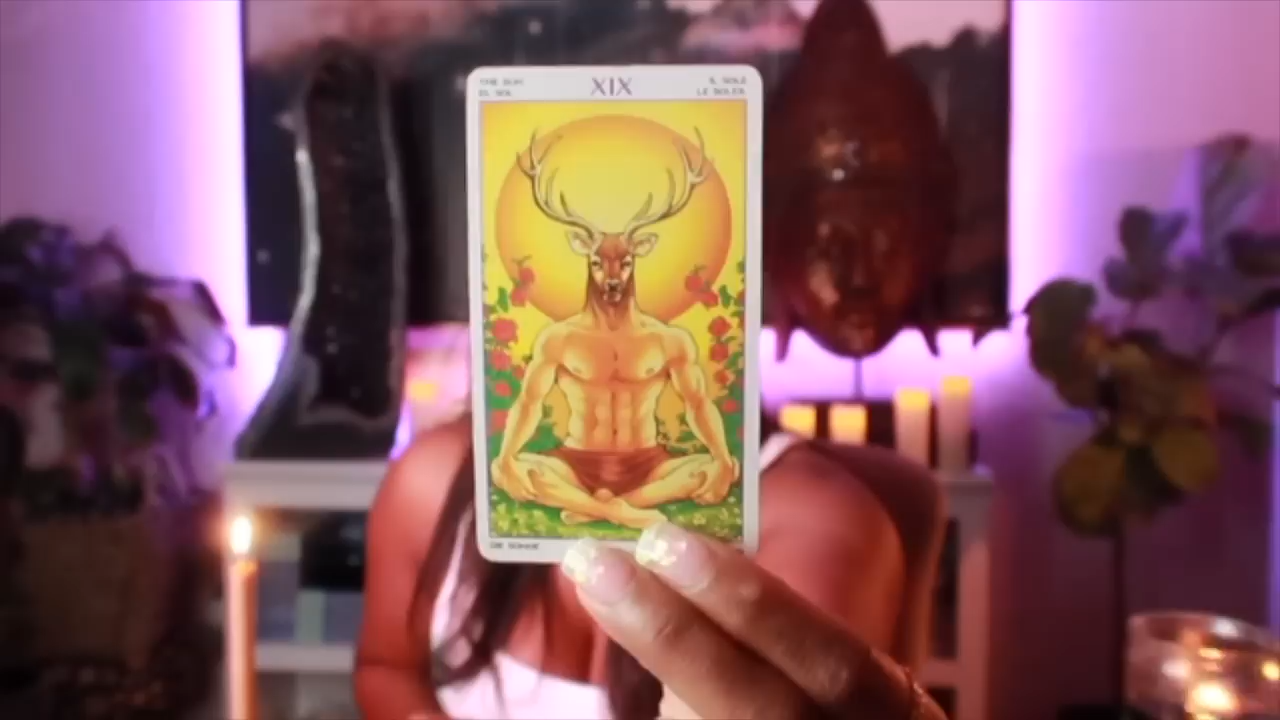 THE SUN
EL SOL
XIX
IL SOLE
LE SOLEIL
DIE SONNE